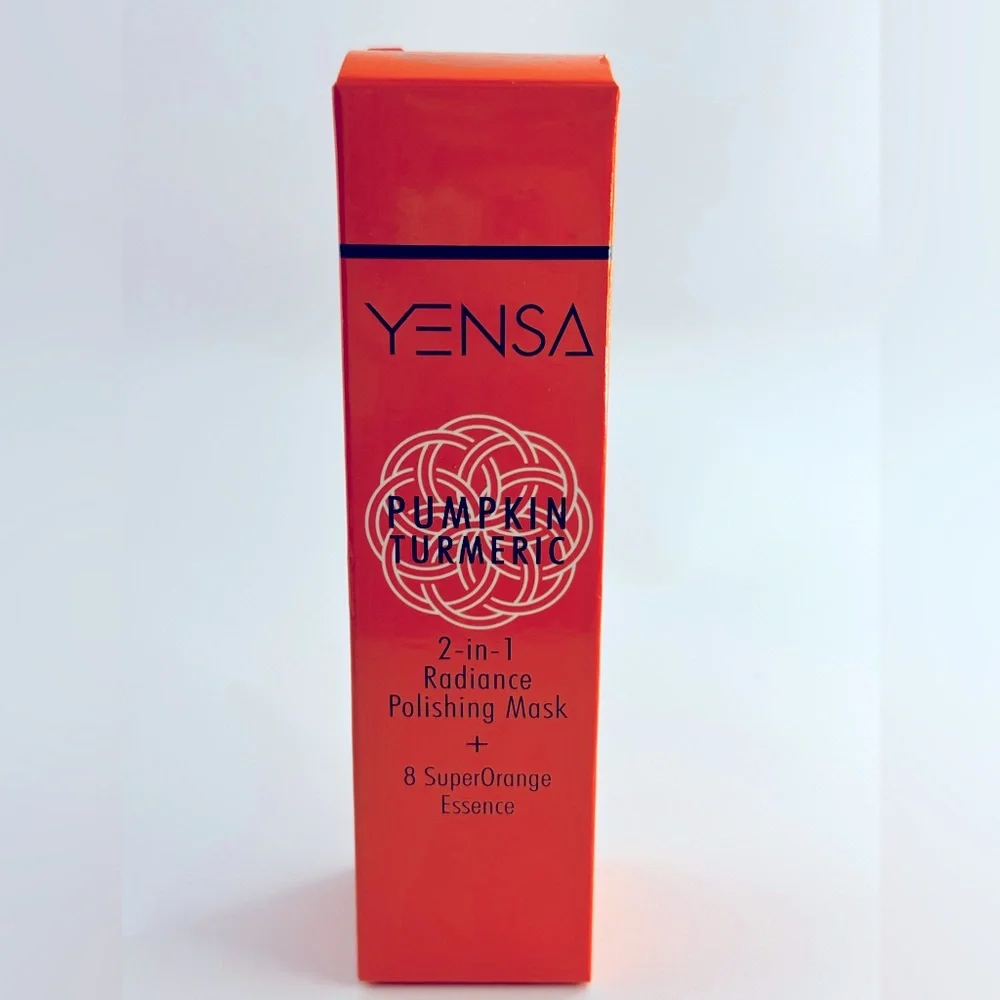 YENSA
PUMPKIN
TURMERIC
2-in-1
Radiance
Polishing Mask
+
8 SuperOrange
Essence